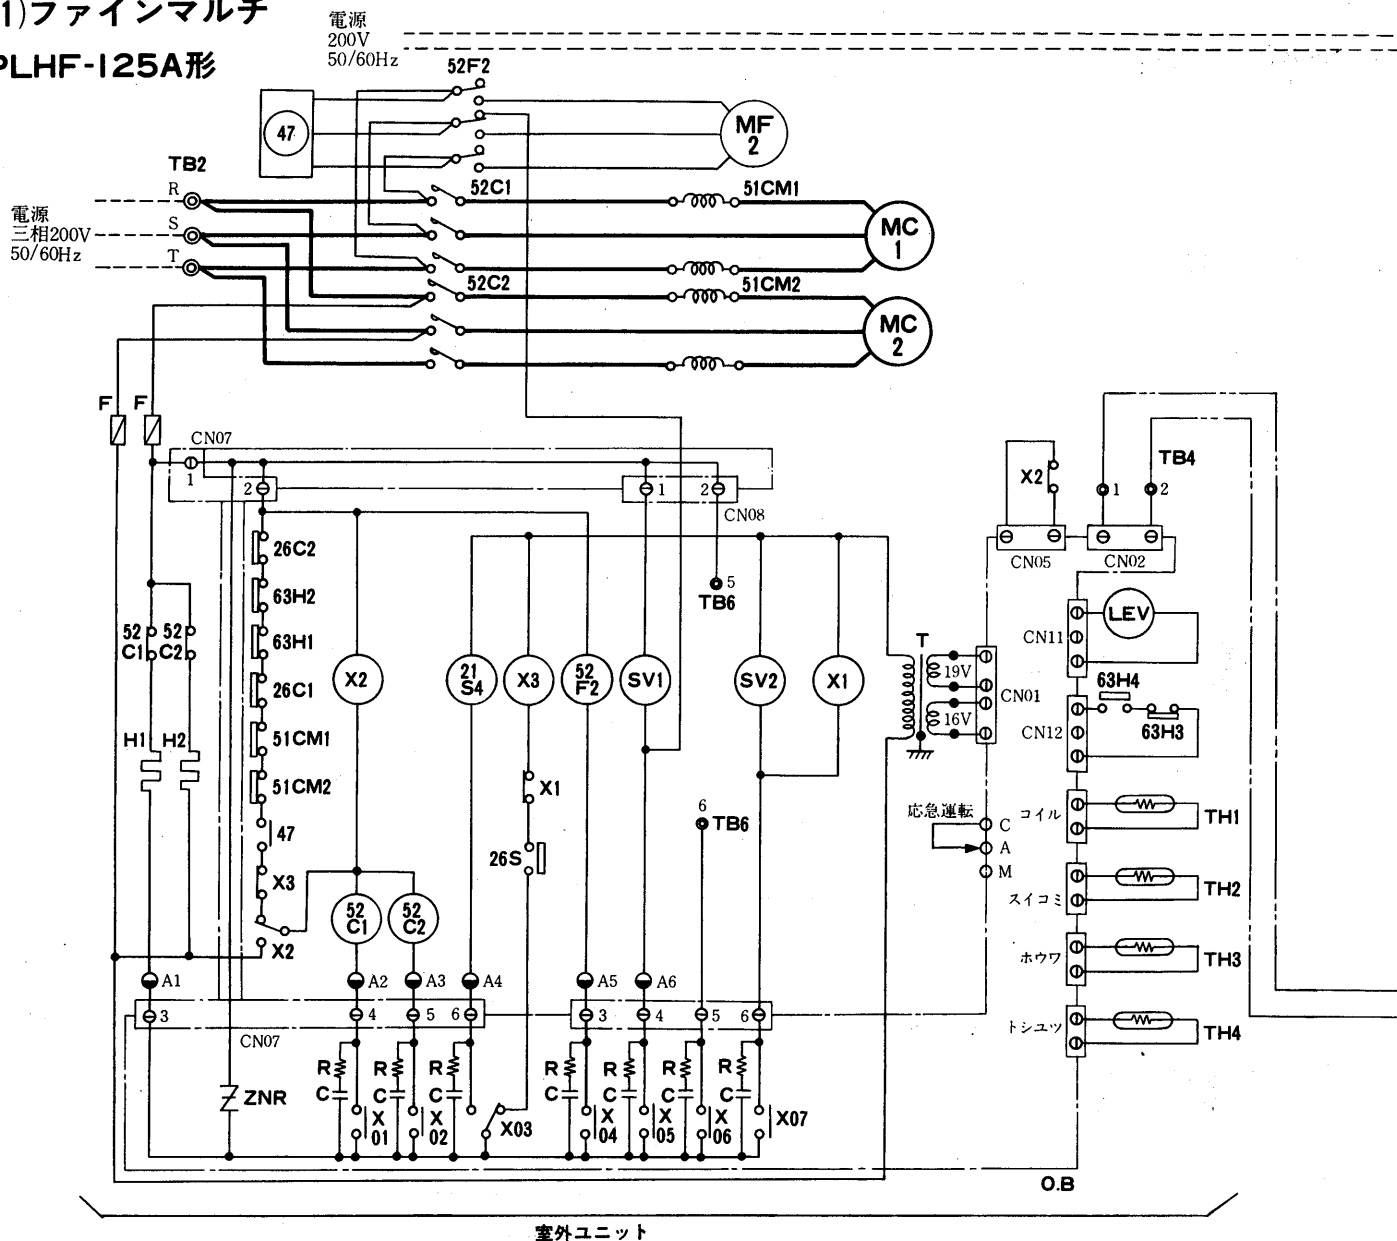 1)ファインマルチ
PLHF-125A形
電源
200V
50/60Hz
52F2
47
MF
2
TB2
R
S
T
電源
三相200V
50/60Hz
52C1
51CM1
MC
1
52C2
51CM2
MC
2
F
F
CN07
1
2
1
2
CN08
X2
1
2
TB4
CN05
CN02
26C2
63H2
63H1
26C1
51CM1
51CM2
47
X3
X2
52
C1
52
C2
H1
H2
X2
21
S4
X3
52
F2
SV1
SV2
X1
5
TB6
T
19V
16V
CN01
CN11
LEV
63H4
CN12
63H3
X1
26S
6
TB6
応急運転
C
A
M
コイル
TH1
スイコミ
TH2
ホウワ
TH3
トシユツ
TH4
52
C1
52
C2
A1
A2
A3
A4
A5
A6
3
4
5
6
3
4
5
6
CN07
ZNR
R
C
X
01
R
C
X
02
R
C
X03
R
C
X
04
R
C
X
05
R
C
X
06
R
C
X07
O.B
室外ユニット